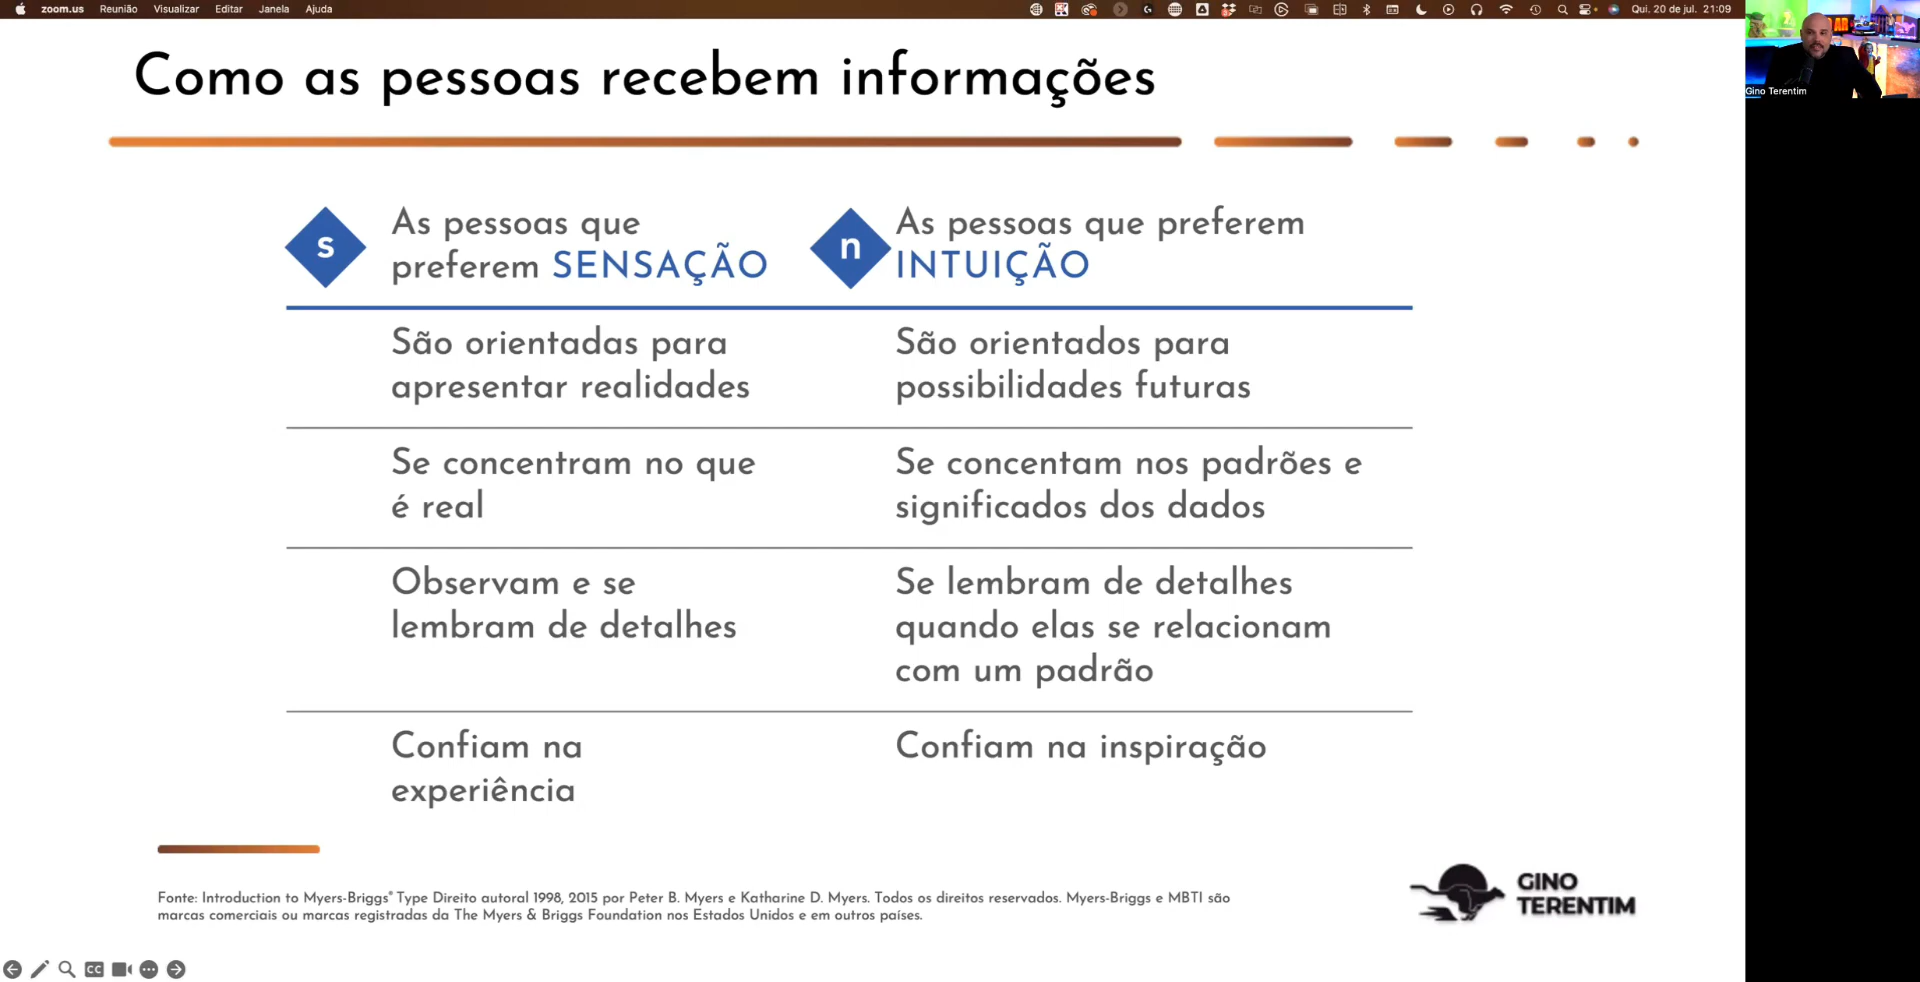 zoom.us Reunião Visualizar Editar Janela Ajuda
Qui. 20 de jul. 21:09
Gino Terentim
Como as pessoas recebem informações
s
As pessoas que
preferem SENSAÇÃO
n
As pessoas que preferem
INTUIÇÃO
São orientadas para
apresentar realidades
São orientados para
possibilidades futuras
Se concentram no que
é real
Se concentam nos padrões e
significados dos dados
Observam e se
lembram de detalhes
Se lembram de detalhes
quando elas se relacionam
com um padrão
Confiam na
experiência
Confiam na inspiração
Fonte: Introduction to Myers-Briggs® Type Direito autoral 1998, 2015 por Peter B. Myers e Katharine D. Myers. Todos os direitos reservados. Myers-Briggs e MBTI são
marcas comerciais ou marcas registradas da The Myers & Briggs Foundation nos Estados Unidos e em outros países.
GINO
TERENTIM
CC